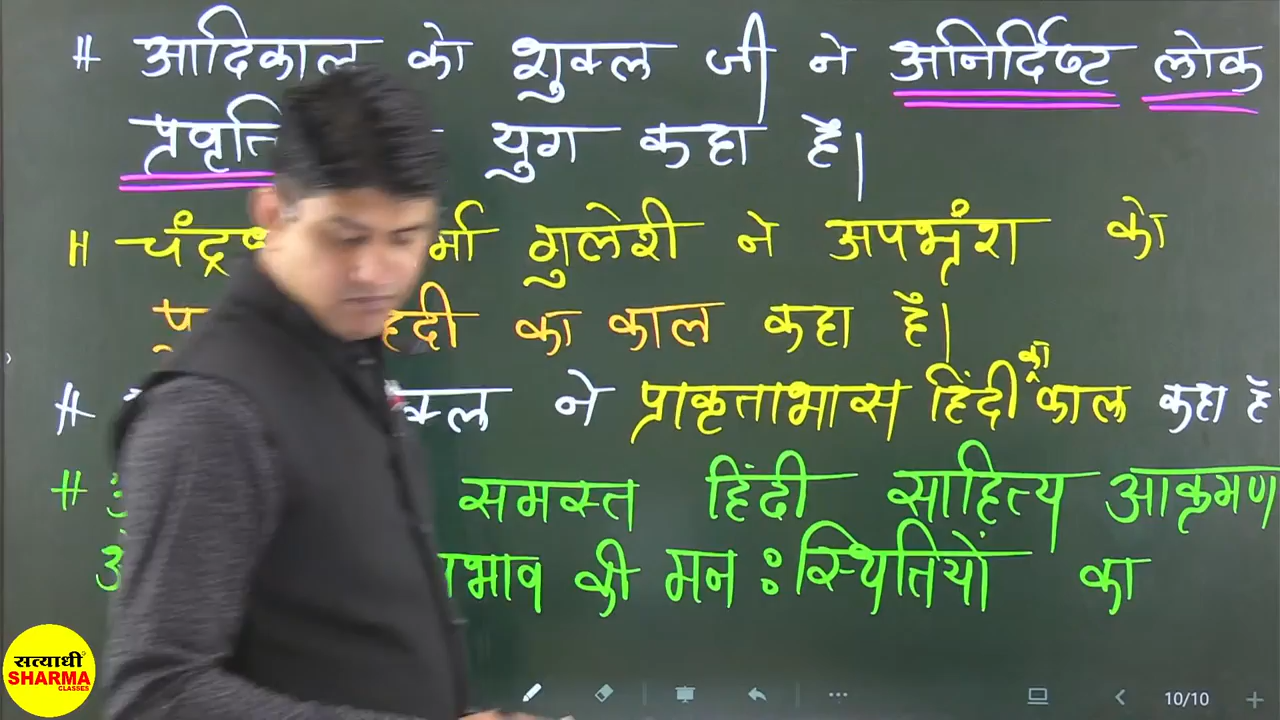 # आदिकाल को शुक्ल जी ने अनिर्दिष्ट लोक
प्रवृत्ति युग कहा है।
# गुलेरी ने अपभ्रंश को
का काल कहा है।
# ने प्राकृताभास हिंदी का काल कहा है
# समस्त हिंदी साहित्य आक्रमण
की मनःस्थितियों का
सत्यार्थी
SHARMA
CLASSES
10/10